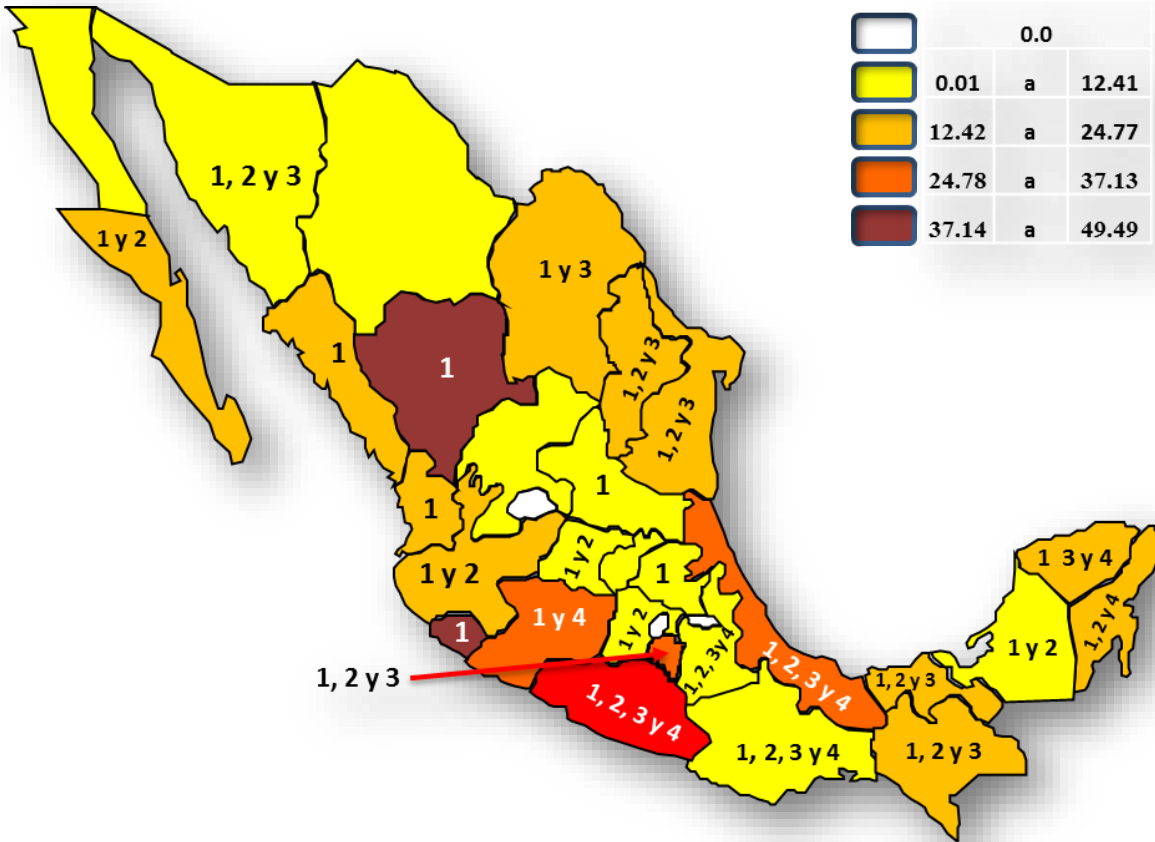 0.0
0.01 a 12.41
12.42 a 24.77
24.78 a 37.13
37.14 a 49.49
1, 2 y 3
1 y 2
1 y 3
1
1
1, 2 y 3
1, 2 y 3
1
1
1 y 2
1 y 2
1
1 3 y 4
1, 2 y 4
1 y 2
1
1 y 4
1 y 2
1, 2, 3 y 4
1, 2, 3 y 4
1, 2 y 3
1, 2 y 3
1, 2, 3 y 4
1, 2, 3 y 4
1, 2 y 3